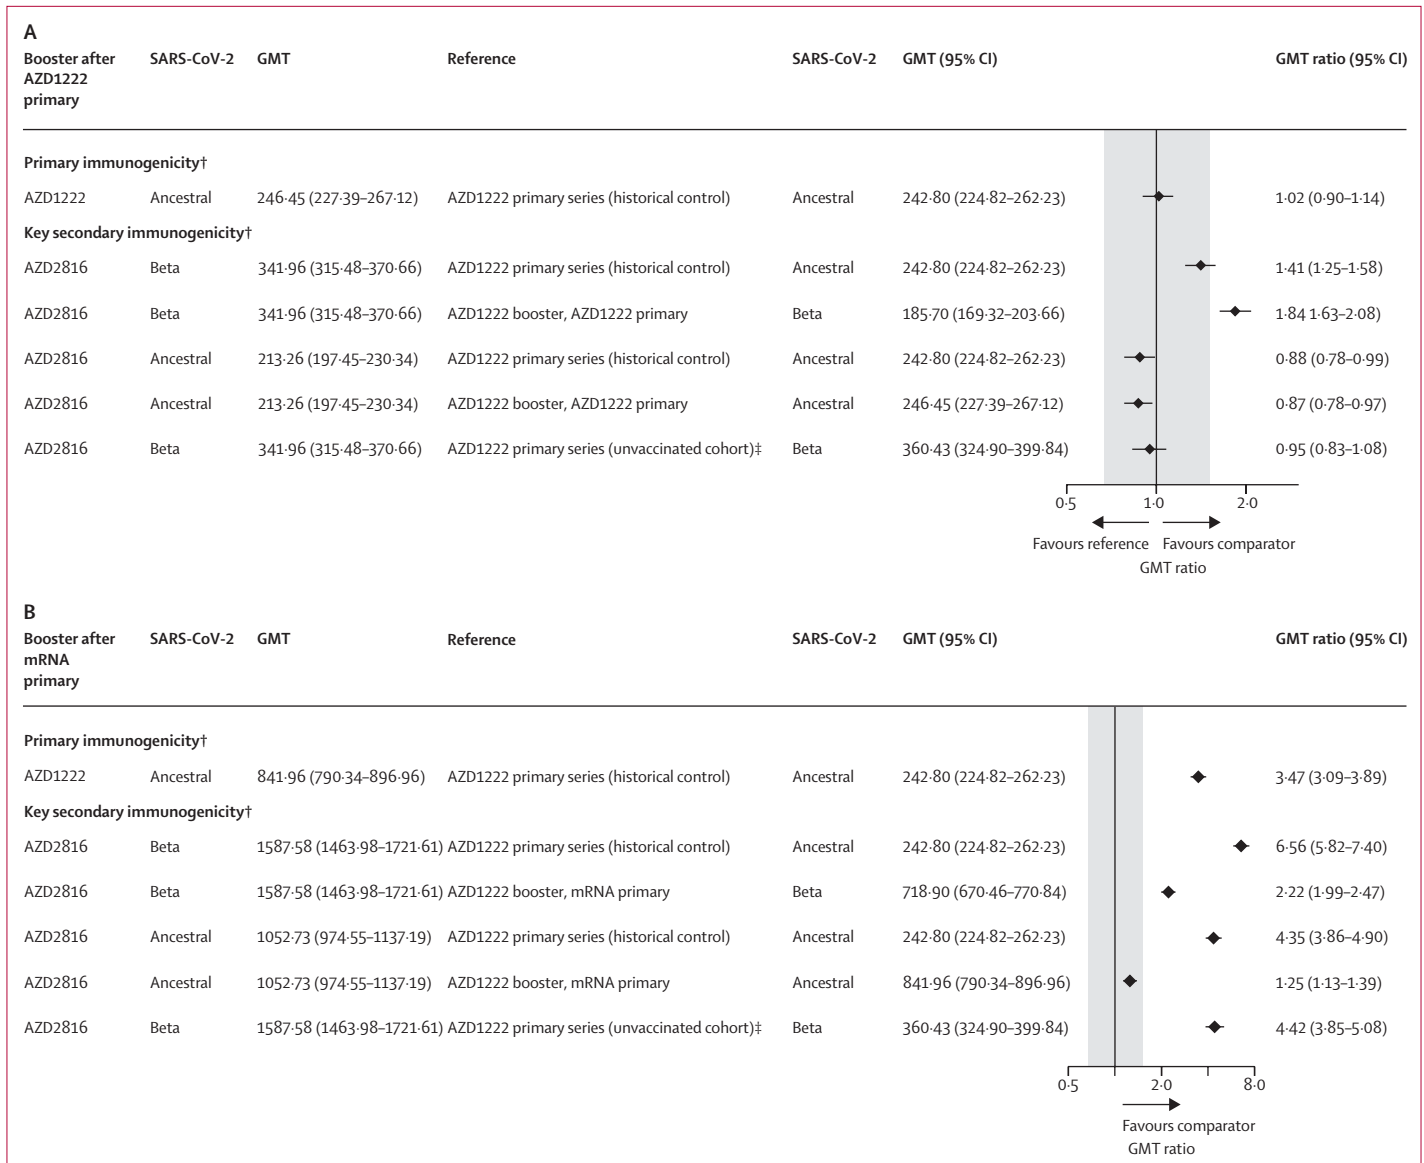 A
Booster after AZD1222 primary SARS-CoV-2 GMT Reference SARS-CoV-2 GMT (95% CI) GMT ratio (95% CI)
Primary immunogenicity†
AZD1222 Ancestral 246·45 (227·39–267·12) AZD1222 primary series (historical control) Ancestral 242·80 (224·82–262·23) 1·02 (0·90–1·14)
Key secondary immunogenicity†
AZD2816 Beta 341·96 (315·48–370·66) AZD1222 primary series (historical control) Ancestral 242·80 (224·82–262·23) 1·41 (1·25–1·58)
AZD2816 Beta 341·96 (315·48–370·66) AZD1222 booster, AZD1222 primary Beta 185·70 (169·32–203·66) 1·84 1·63–2·08)
AZD2816 Ancestral 213·26 (197·45–230·34) AZD1222 primary series (historical control) Ancestral 242·80 (224·82–262·23) 0·88 (0·78–0·99)
AZD2816 Ancestral 213·26 (197·45–230·34) AZD1222 booster, AZD1222 primary Ancestral 246·45 (227·39–267·12) 0·87 (0·78–0·97)
AZD2816 Beta 341·96 (315·48–370·66) AZD1222 primary series (unvaccinated cohort)‡ Beta 360·43 (324·90–399·84) 0·95 (0·83–1·08)
0·5 1·0 2·0
Favours reference Favours comparator
GMT ratio
B
Booster after mRNA primary SARS-CoV-2 GMT Reference SARS-CoV-2 GMT (95% CI) GMT ratio (95% CI)
Primary immunogenicity†
AZD1222 Ancestral 841·96 (790·34–896·96) AZD1222 primary series (historical control) Ancestral 242·80 (224·82–262·23) 3·47 (3·09–3·89)
Key secondary immunogenicity†
AZD2816 Beta 1587·58 (1463·98–1721·61) AZD1222 primary series (historical control) Ancestral 242·80 (224·82–262·23) 6·56 (5·82–7·40)
AZD2816 Beta 1587·58 (1463·98–1721·61) AZD1222 booster, mRNA primary Beta 718·90 (670·46–770·84) 2·22 (1·99–2·47)
AZD2816 Ancestral 1052·73 (974·55–1137·19) AZD1222 primary series (historical control) Ancestral 242·80 (224·82–262·23) 4·35 (3·86–4·90)
AZD2816 Ancestral 1052·73 (974·55–1137·19) AZD1222 booster, mRNA primary Ancestral 841·96 (790·34–896·96) 1·25 (1·13–1·39)
AZD2816 Beta 1587·58 (1463·98–1721·61) AZD1222 primary series (unvaccinated cohort)‡ Beta 360·43 (324·90–399·84) 4·42 (3·85–5·08)
0·5 2·0 8·0
Favours comparator
GMT ratio